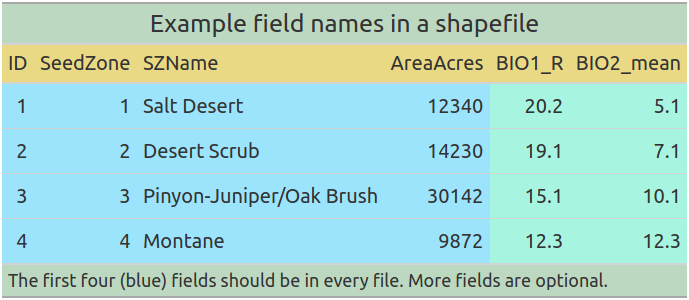 Example field names in a shapefile
ID SeedZone SZName AreaAcres BIO1_R BIO2_mean
1 1 Salt Desert 12340 20.2 5.1
2 2 Desert Scrub 14230 19.1 7.1
3 3 Pinyon-Juniper/Oak Brush 30142 15.1 10.1
4 4 Montane 9872 12.3 12.3
The first four (blue) fields should be in every file. More fields are optional.